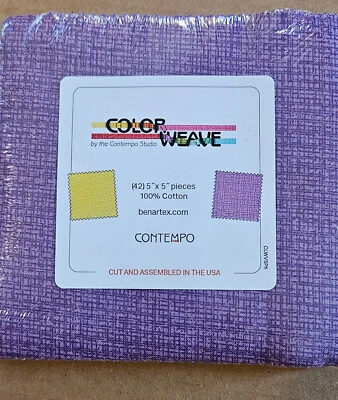 COLOR
WEAVE
by the Contempo Studio
(42) 5" x 5" pieces
100% Cotton
benartex.com
CONTEMPO
CUT AND ASSEMBLED IN THE USA